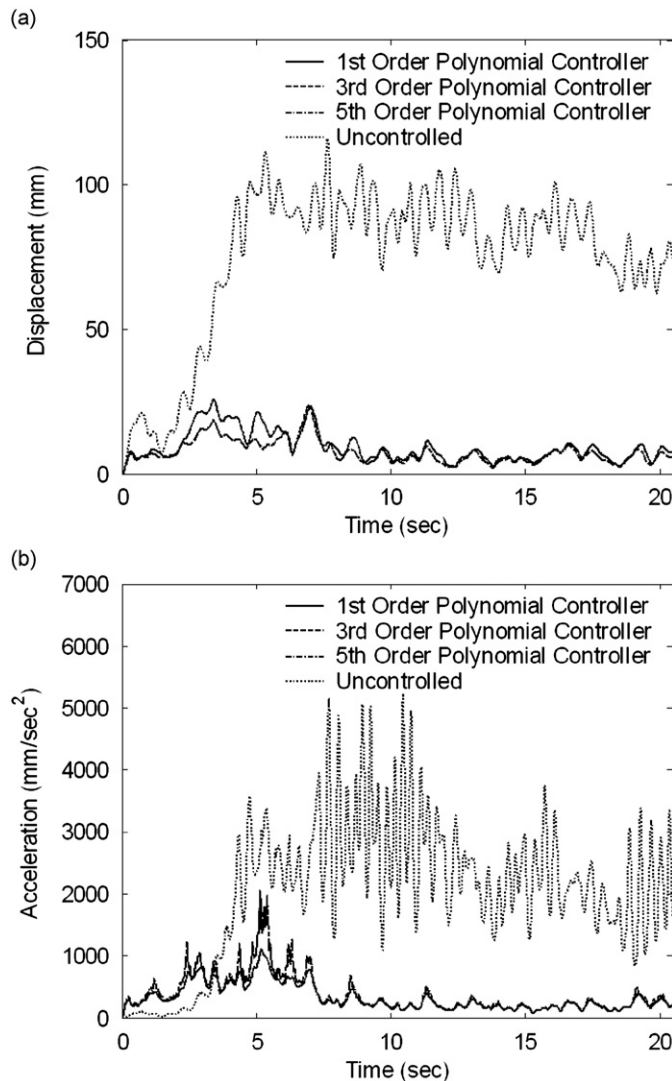 (a)
150
1st Order Polynomial Controller
3rd Order Polynomial Controller
5th Order Polynomial Controller
Uncontrolled
100
50
0
Displacement (mm)
0 5 10 15 20
Time (sec)
(b)
7000
1st Order Polynomial Controller
3rd Order Polynomial Controller
5th Order Polynomial Controller
Uncontrolled
6000
5000
4000
3000
2000
1000
0
Acceleration (mm/sec²)
0 5 10 15 20
Time (sec)